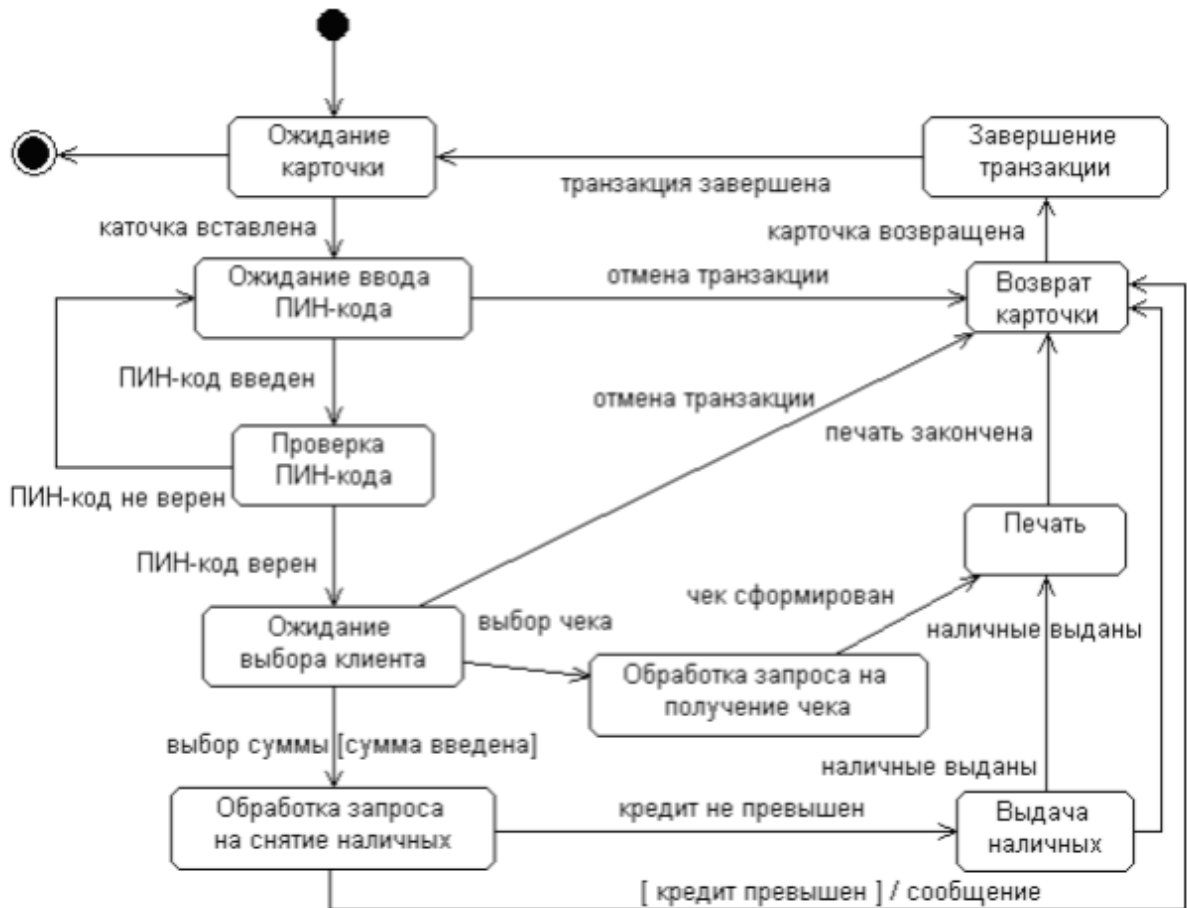 Ожидание
карточки
Завершение
транзакции
транзакция завершена
каточка вставлена
карточка возвращена
Ожидание ввода
ПИН-кода
отмена транзакции
Возврат
карточки
ПИН-код введен
отмена транзакции
печать закончена
Проверка
ПИН-кода
ПИН-код не верен
Печать
ПИН-код верен
чек сформирован
выбор чека
наличные выданы
Ожидание
выбора клиента
Обработка запроса на
получение чека
выбор суммы [сумма введена]
наличные выданы
Обработка запроса
на снятие наличных
кредит не превышен
Выдача
наличных
[ кредит превышен ] / сообщение